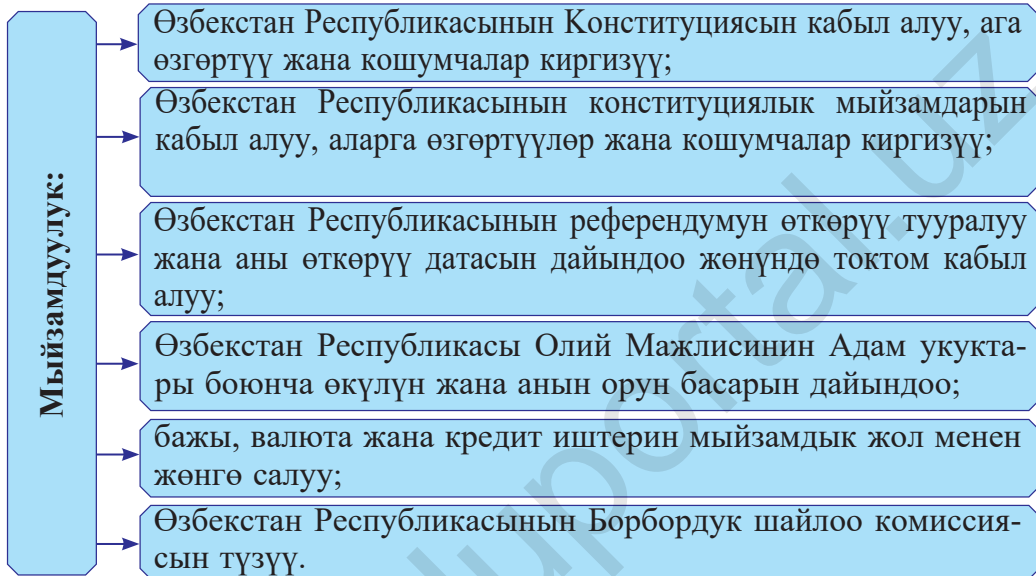 Мыйзамдуулук:
Өзбекстан Республикасынын Конституциясын кабыл алуу, ага
өзгөртүү жана кошумчалар киргизүү;
Өзбекстан Республикасынын конституциялык мыйзамдарын
кабыл алуу, аларга өзгөртүүлөр жана кошумчалар киргизүү;
Өзбекстан Республикасынын референдумун өткөрүү тууралуу
жана аны өткөрүү датасын дайындоо жөнүндө токтом кабыл
алуу;
Өзбекстан Республикасы Олий Мажлисинин Адам укукта-
ры боюнча өкүлүн жана анын орун басарын дайындоо;
бажы, валюта жана кредит иштерин мыйзамдык жол менен
жөнгө салуу;
Өзбекстан Республикасынын Борбордук шайлоо комиссия-
сын түзүү.